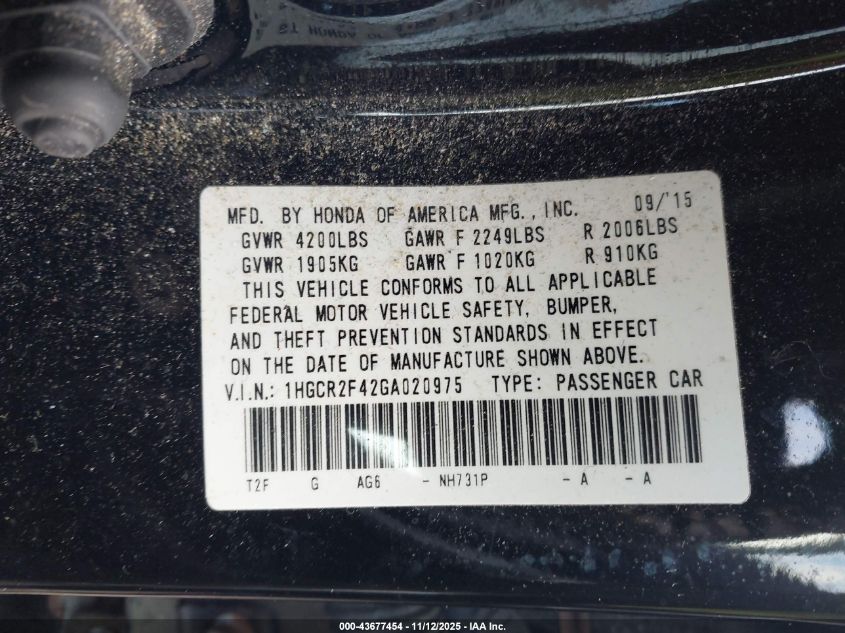 MFD. BY HONDA OF AMERICA MFG., INC. 09/'15
GVWR 4200LBS GAWR F 2249LBS R 2006LBS
GVWR 1905KG GAWR F 1020KG R 910KG
THIS VEHICLE CONFORMS TO ALL APPLICABLE
FEDERAL MOTOR VEHICLE SAFETY, BUMPER,
AND THEFT PREVENTION STANDARDS IN EFFECT
ON THE DATE OF MANUFACTURE SHOWN ABOVE.
V.I.N.: 1HGCR2F42GA020975 TYPE: PASSENGER CAR
T2F G AG6 - NH731P - A - A
000-43677454 - 11/12/2025 - IAA Inc.